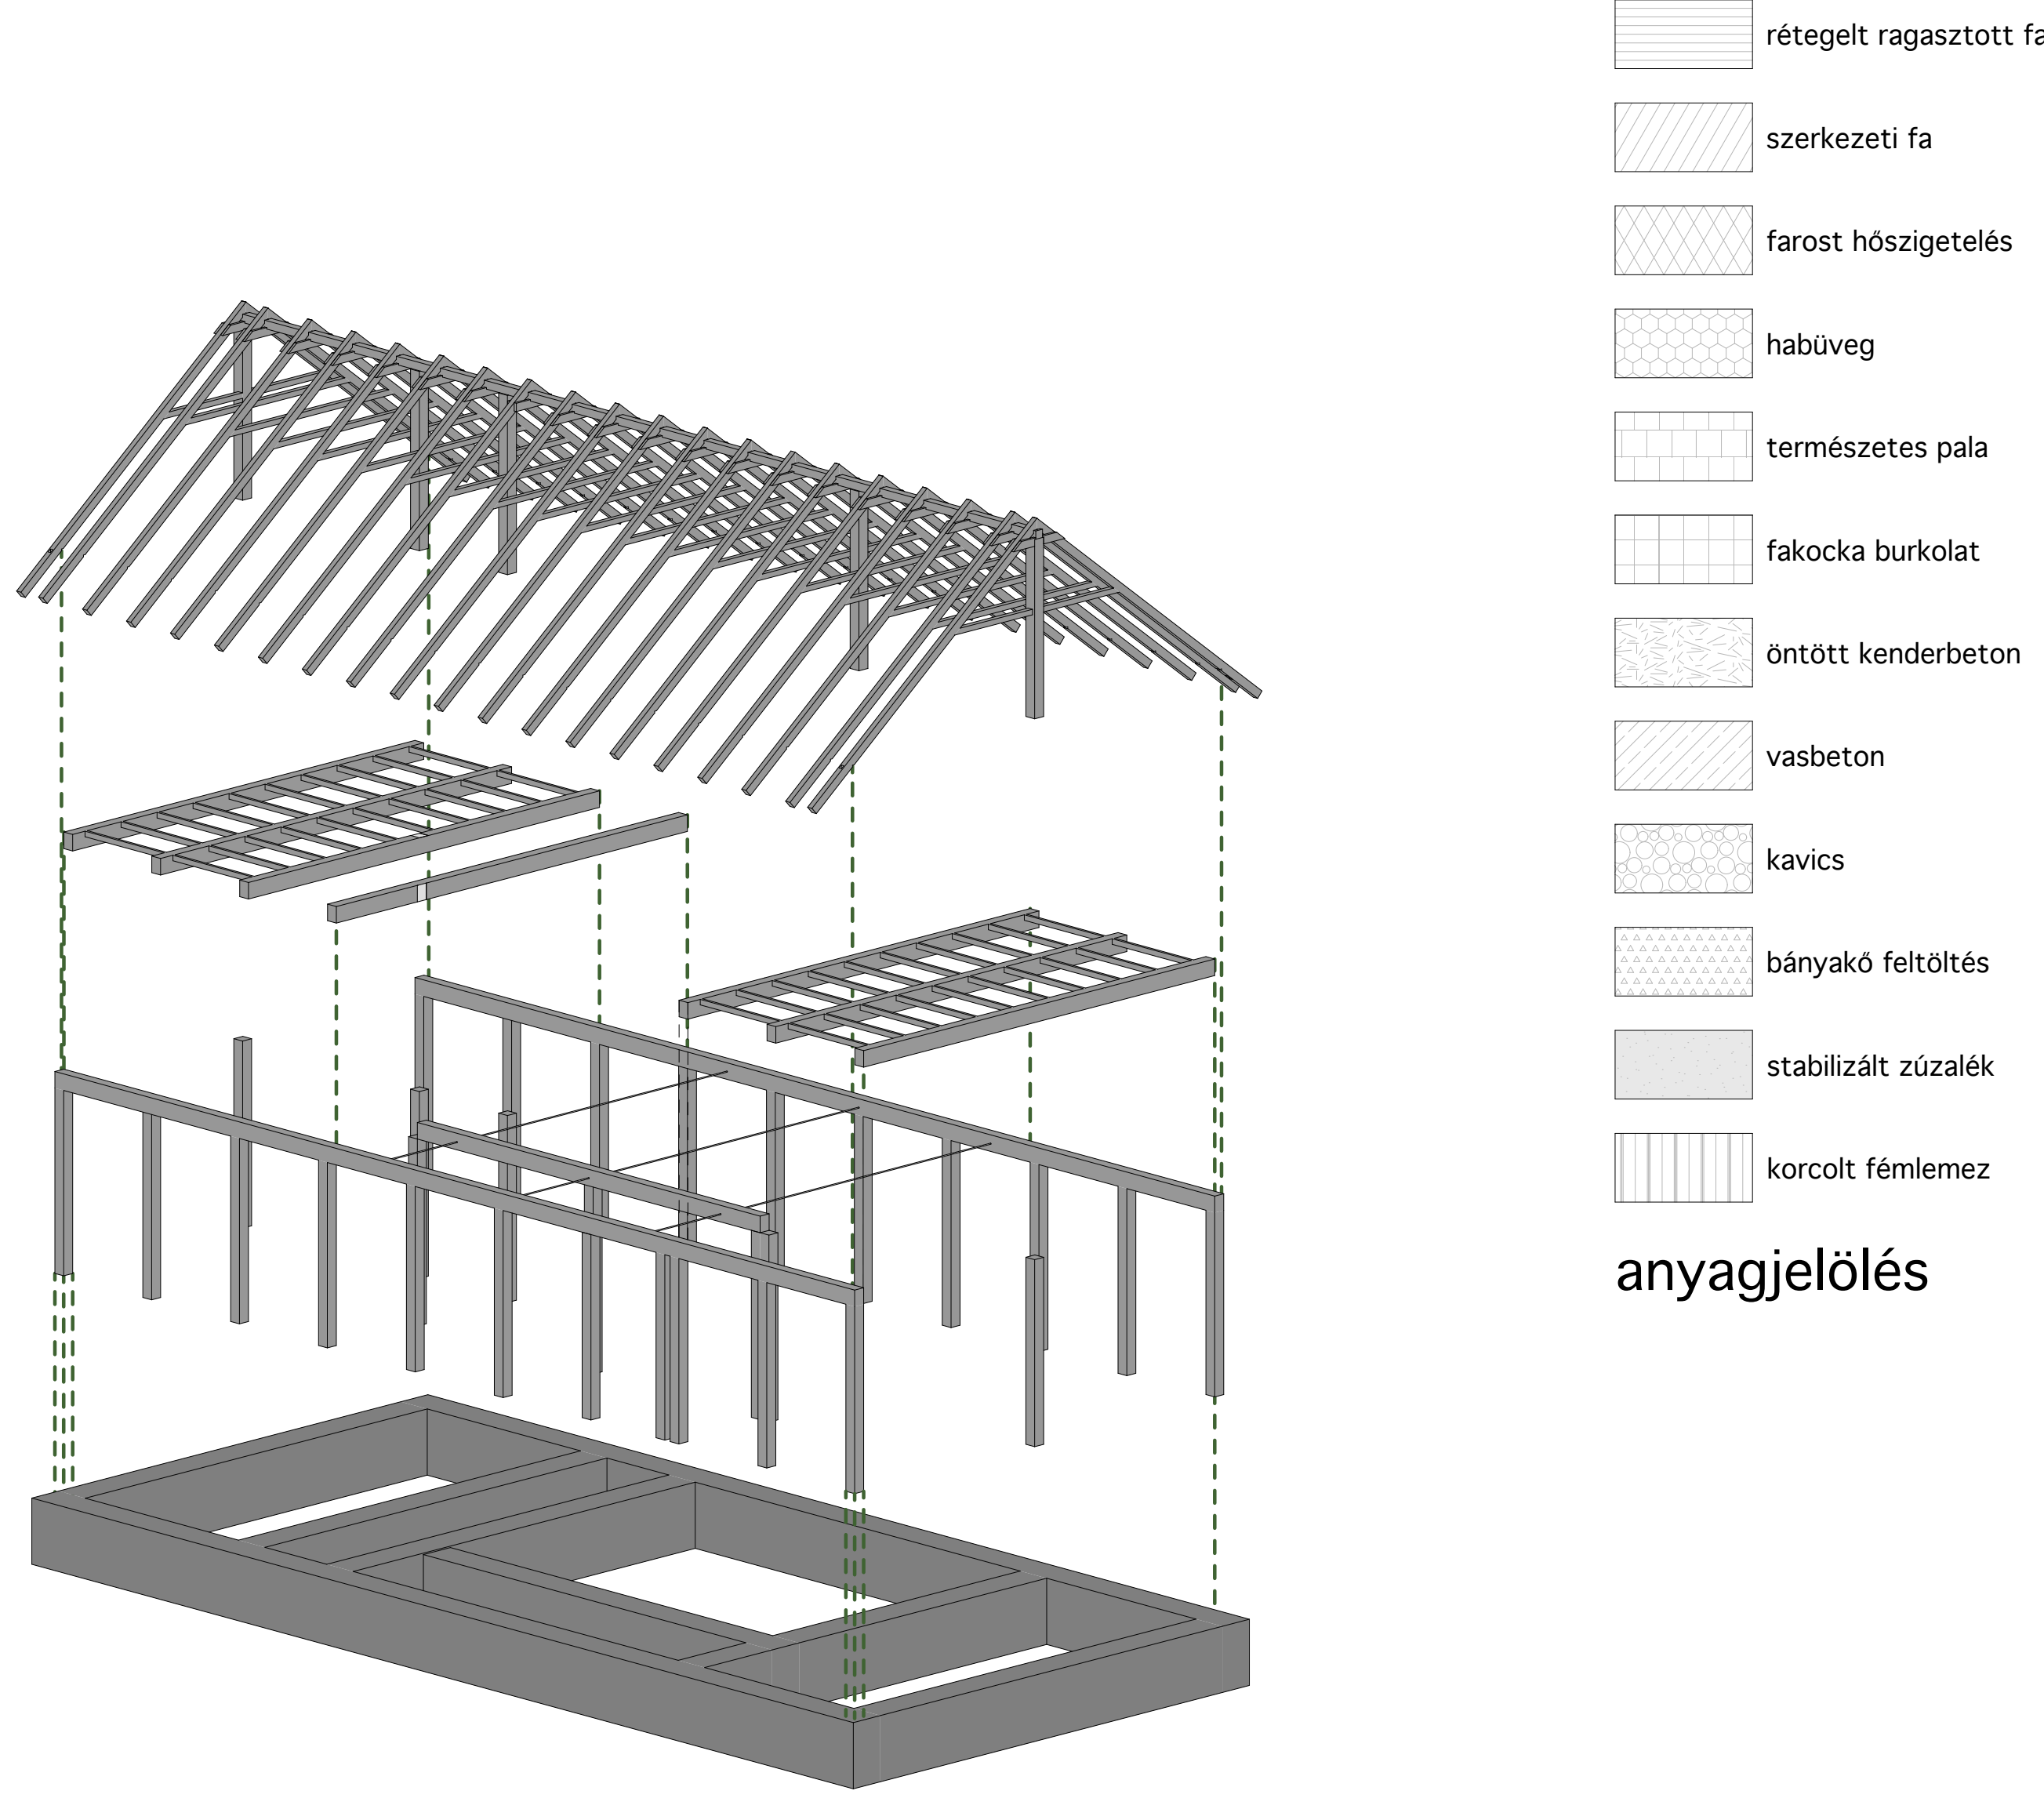 rétegelt ragasztott fa
szerkezeti fa
farost hőszigetelés
habüveg
természetes pala
fakocka burkolat
öntött kenderbeton
vasbeton
kavics
bányakő feltöltés
stabilizált zúzalék
korcolt fémlemez
anyagjelölés